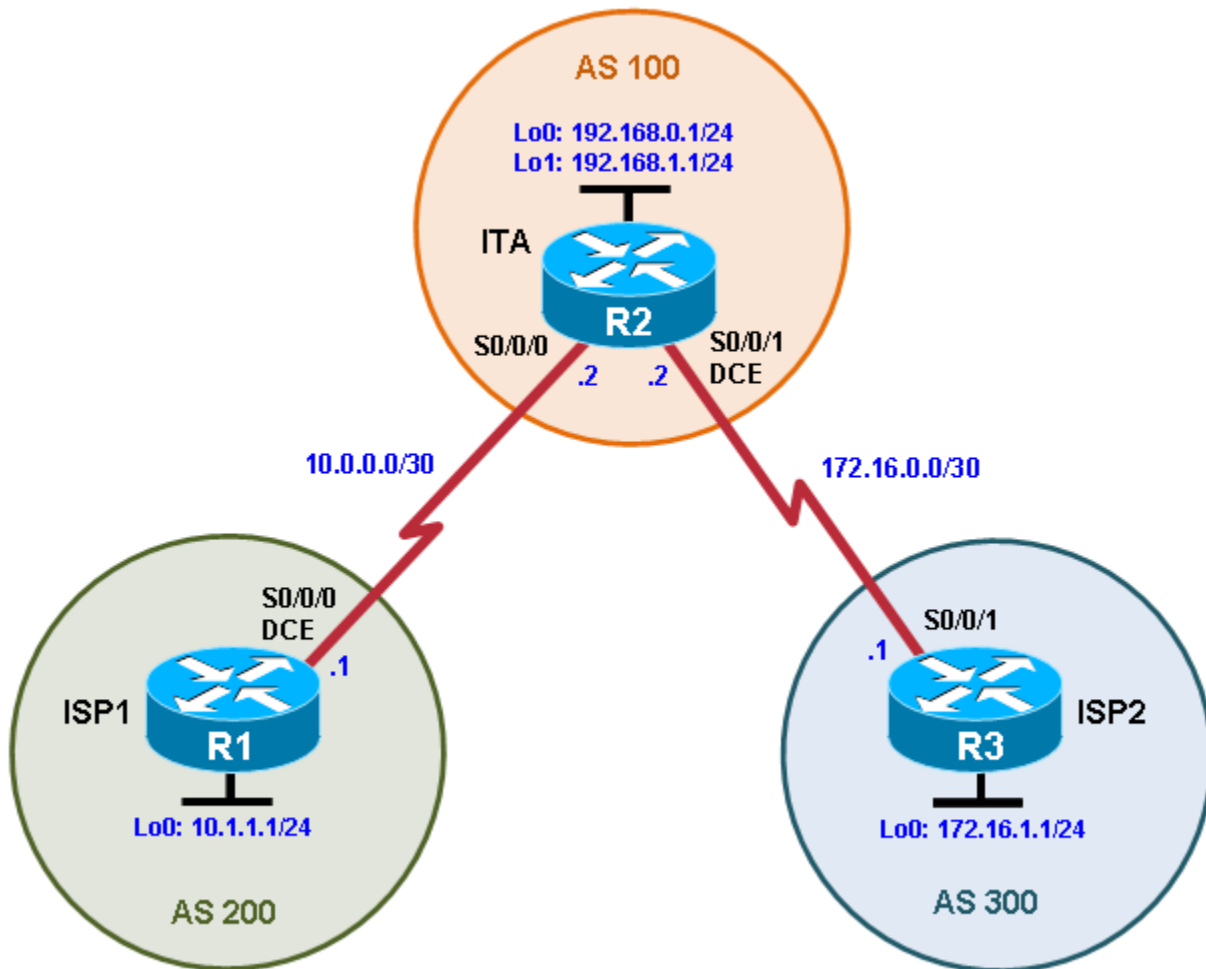 AS 100
Lo0: 192.168.0.1/24
Lo1: 192.168.1.1/24
ITA
R2
S0/0/0
S0/0/1
DCE
.2
.2
10.0.0.0/30
172.16.0.0/30
S0/0/0
DCE
.1
ISP1
R1
Lo0: 10.1.1.1/24
AS 200
S0/0/1
.1
ISP2
R3
Lo0: 172.16.1.1/24
AS 300